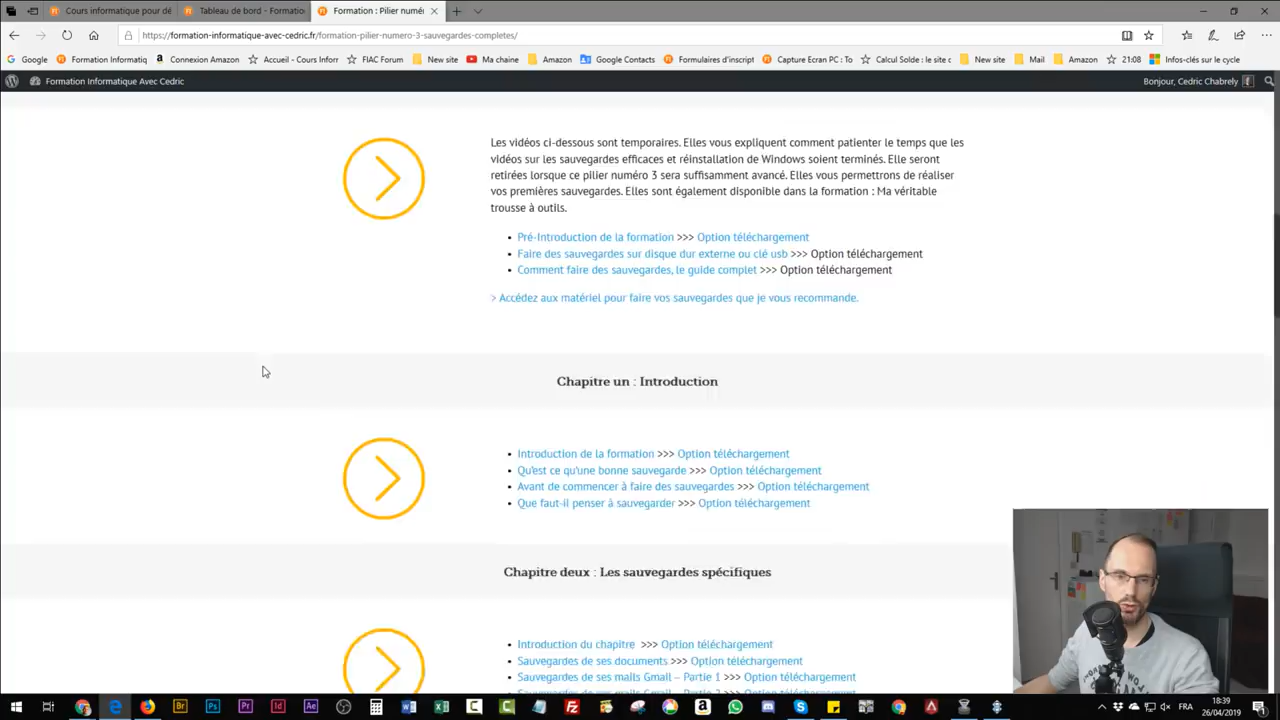 Cours informatique pour dé
Tableau de bord - Formatio
Formation : Pilier numéi
https://formation-informatique-avec-cedric.fr/formation-pilier-numero-3-sauvegardes-completes/
Google
Formation Informatiq
Connexion Amazon
Accueil - Cours Inforr
FIAC Forum
New site
Ma chaine
Amazon
Google Contacts
Formulaires d'inscript
Capture Ecran PC : To
Calcul Solde : le site c
New site
Mail
Amazon
21:08
Infos-clés sur le cycle
Formation Informatique Avec Cedric
Bonjour, Cedric Chabrely
Les vidéos ci-dessous sont temporaires. Elles vous expliquent comment patienter le temps que les
vidéos sur les sauvegardes efficaces et réinstallation de Windows soient terminés. Elle seront
retirées lorsque ce pilier numéro 3 sera suffisamment avancé. Elles vous permettrons de réaliser
vos premières sauvegardes. Elles sont également disponible dans la formation : Ma véritable
trousse à outils.
• Pré-Introduction de la formation >>> Option téléchargement
• Faire des sauvegardes sur disque dur externe ou clé usb >>> Option téléchargement
• Comment faire des sauvegardes, le guide complet >>> Option téléchargement
> Accédez aux matériel pour faire vos sauvegardes que je vous recommande.
Chapitre un : Introduction
• Introduction de la formation >>> Option téléchargement
• Qu'est ce qu'une bonne sauvegarde >>> Option téléchargement
• Avant de commencer à faire des sauvegardes >>> Option téléchargement
• Que faut-il penser à sauvegarder >>> Option téléchargement
Chapitre deux : Les sauvegardes spécifiques
• Introduction du chapitre >>> Option téléchargement
• Sauvegardes de ses documents >>> Option téléchargement
• Sauvegardes de ses mails Gmail – Partie 1 >>> Option téléchargement
FRA
18:39
26/04/2019